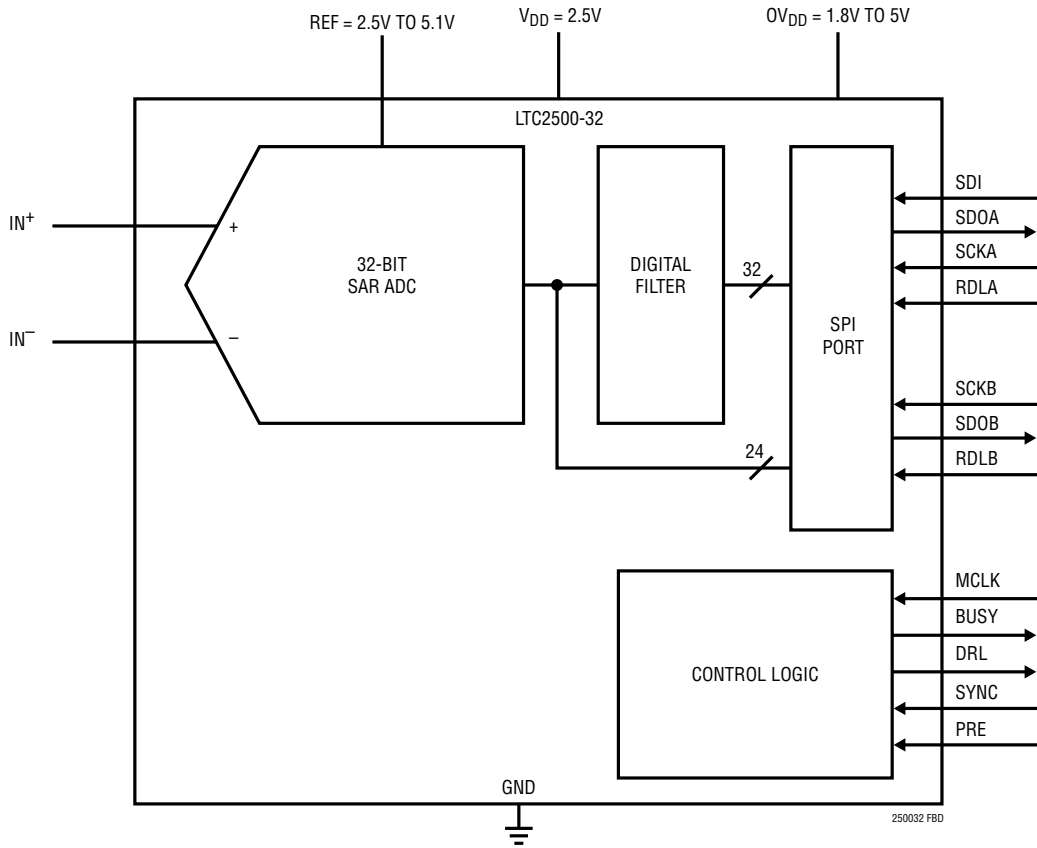 REF = 2.5V TO 5.1V
VDD = 2.5V
OVDD = 1.8V TO 5V
LTC2500-32
IN+
+
32-BIT
SAR ADC
IN–
–
DIGITAL
FILTER
32
24
SPI
PORT
SDI
SDOA
SCKA
RDLA
SCKB
SDOB
RDLB
CONTROL LOGIC
MCLK
BUSY
DRL
SYNC
PRE
GND
250032 FBD